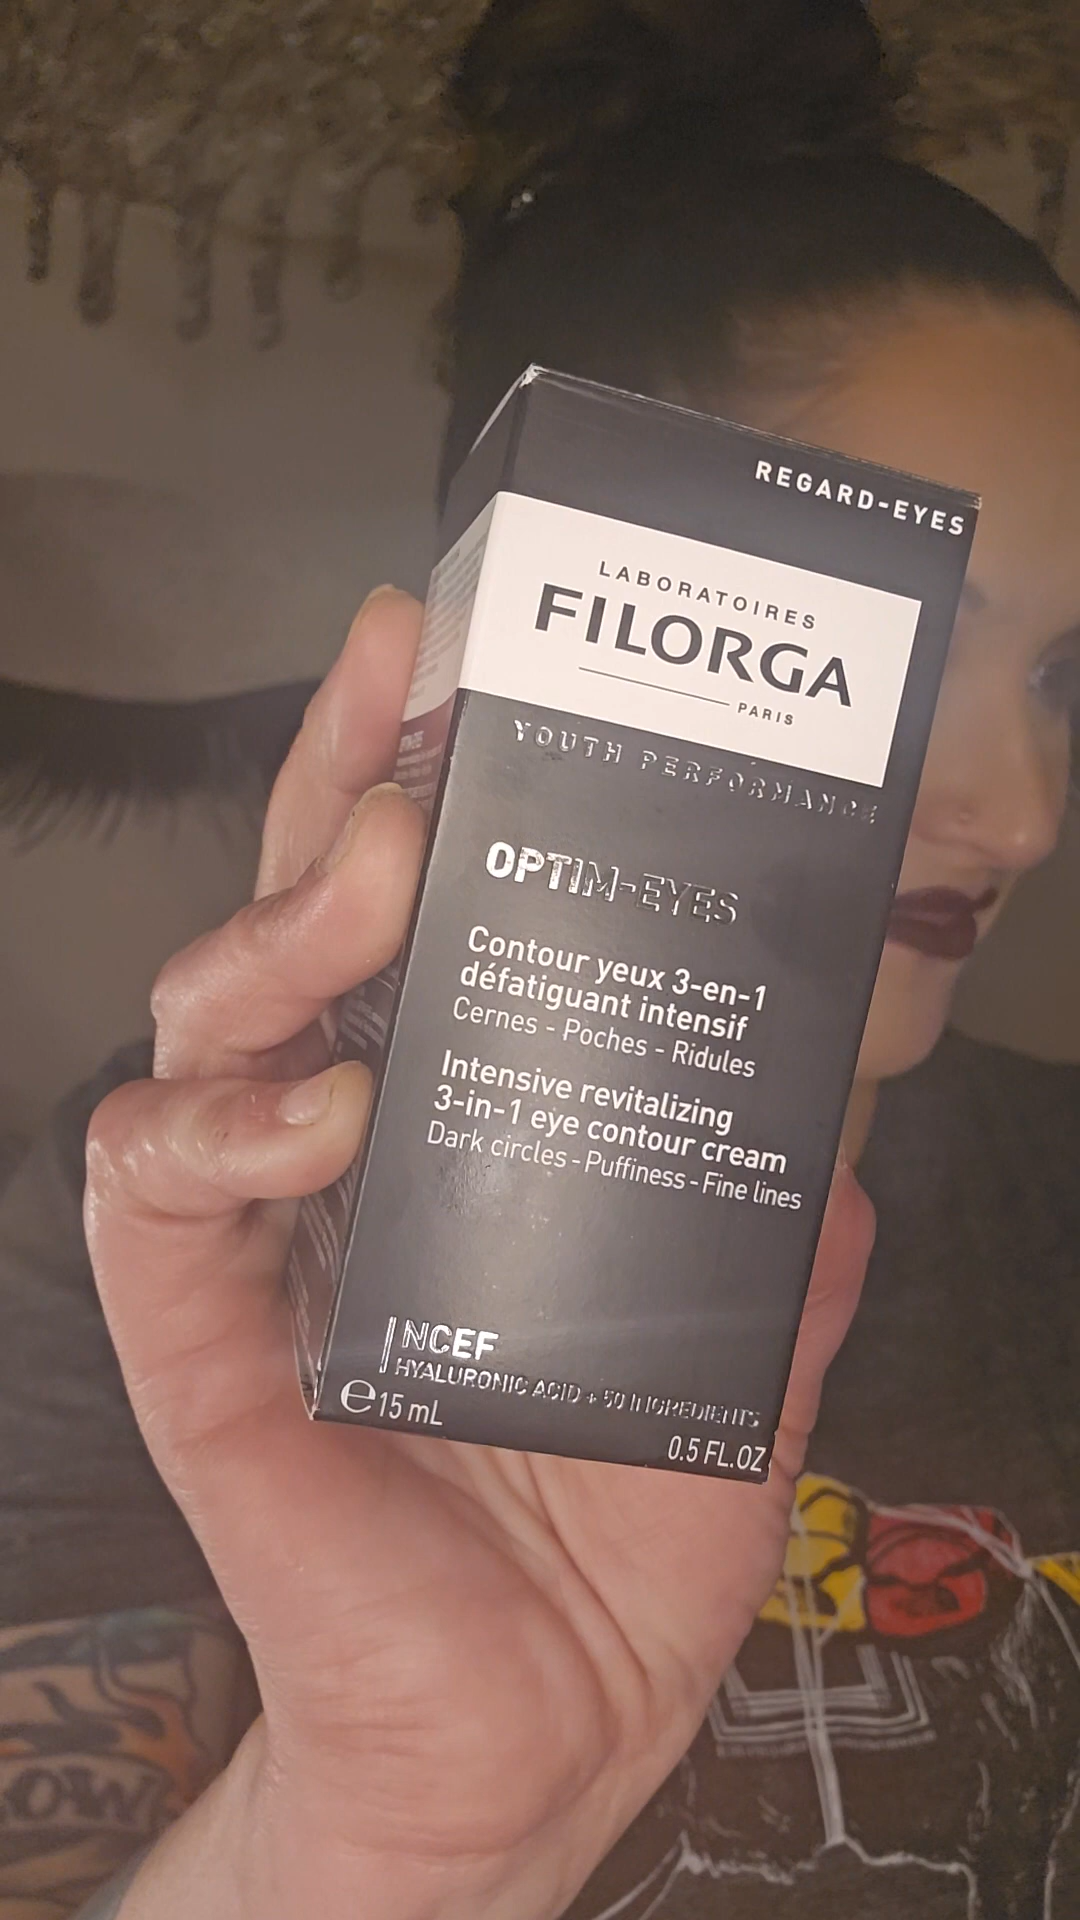 REGARD-EYES
LABORATOIRES
FILORGA
PARIS
YOUTH PERFORMANCE
OPTIM-EYES
Contour yeux 3-en-1
défatiguant intensif
Cernes - Poches - Ridules
Intensive revitalizing
3-in-1 eye contour cream
Dark circles - Puffiness - Fine lines
NCEF
HYALURONIC ACID + 50 INGREDIENTS
℮ 15 mL
0.5 FL.OZ